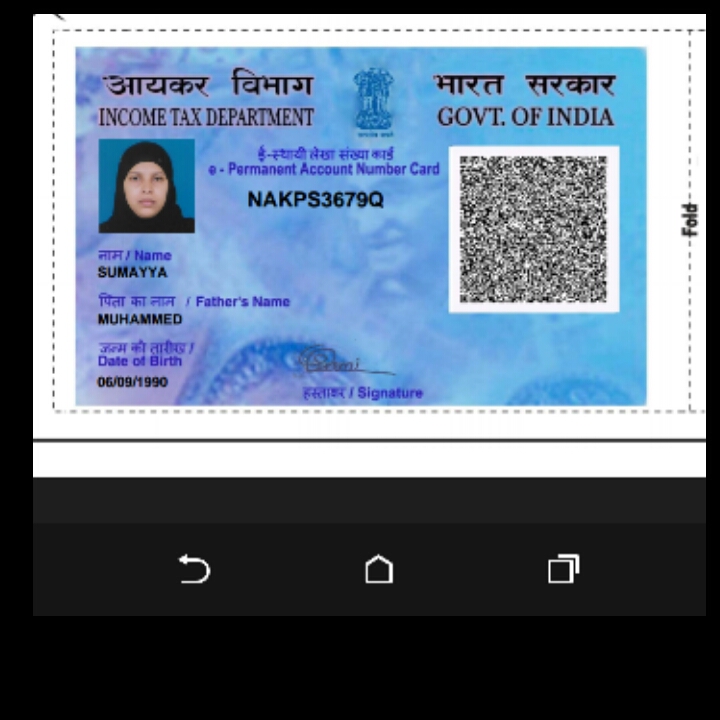 आयकर विभाग
INCOME TAX DEPARTMENT
भारत सरकार
GOVT. OF INDIA
ई-स्थायी लेखा संख्या कार्ड
e - Permanent Account Number Card
NAKPS3679Q
नाम / Name
SUMAYYA
पिता का नाम / Father's Name
MUHAMMED
जन्म की तारीख /
Date of Birth
06/09/1990
हस्ताक्षर / Signature
Fold